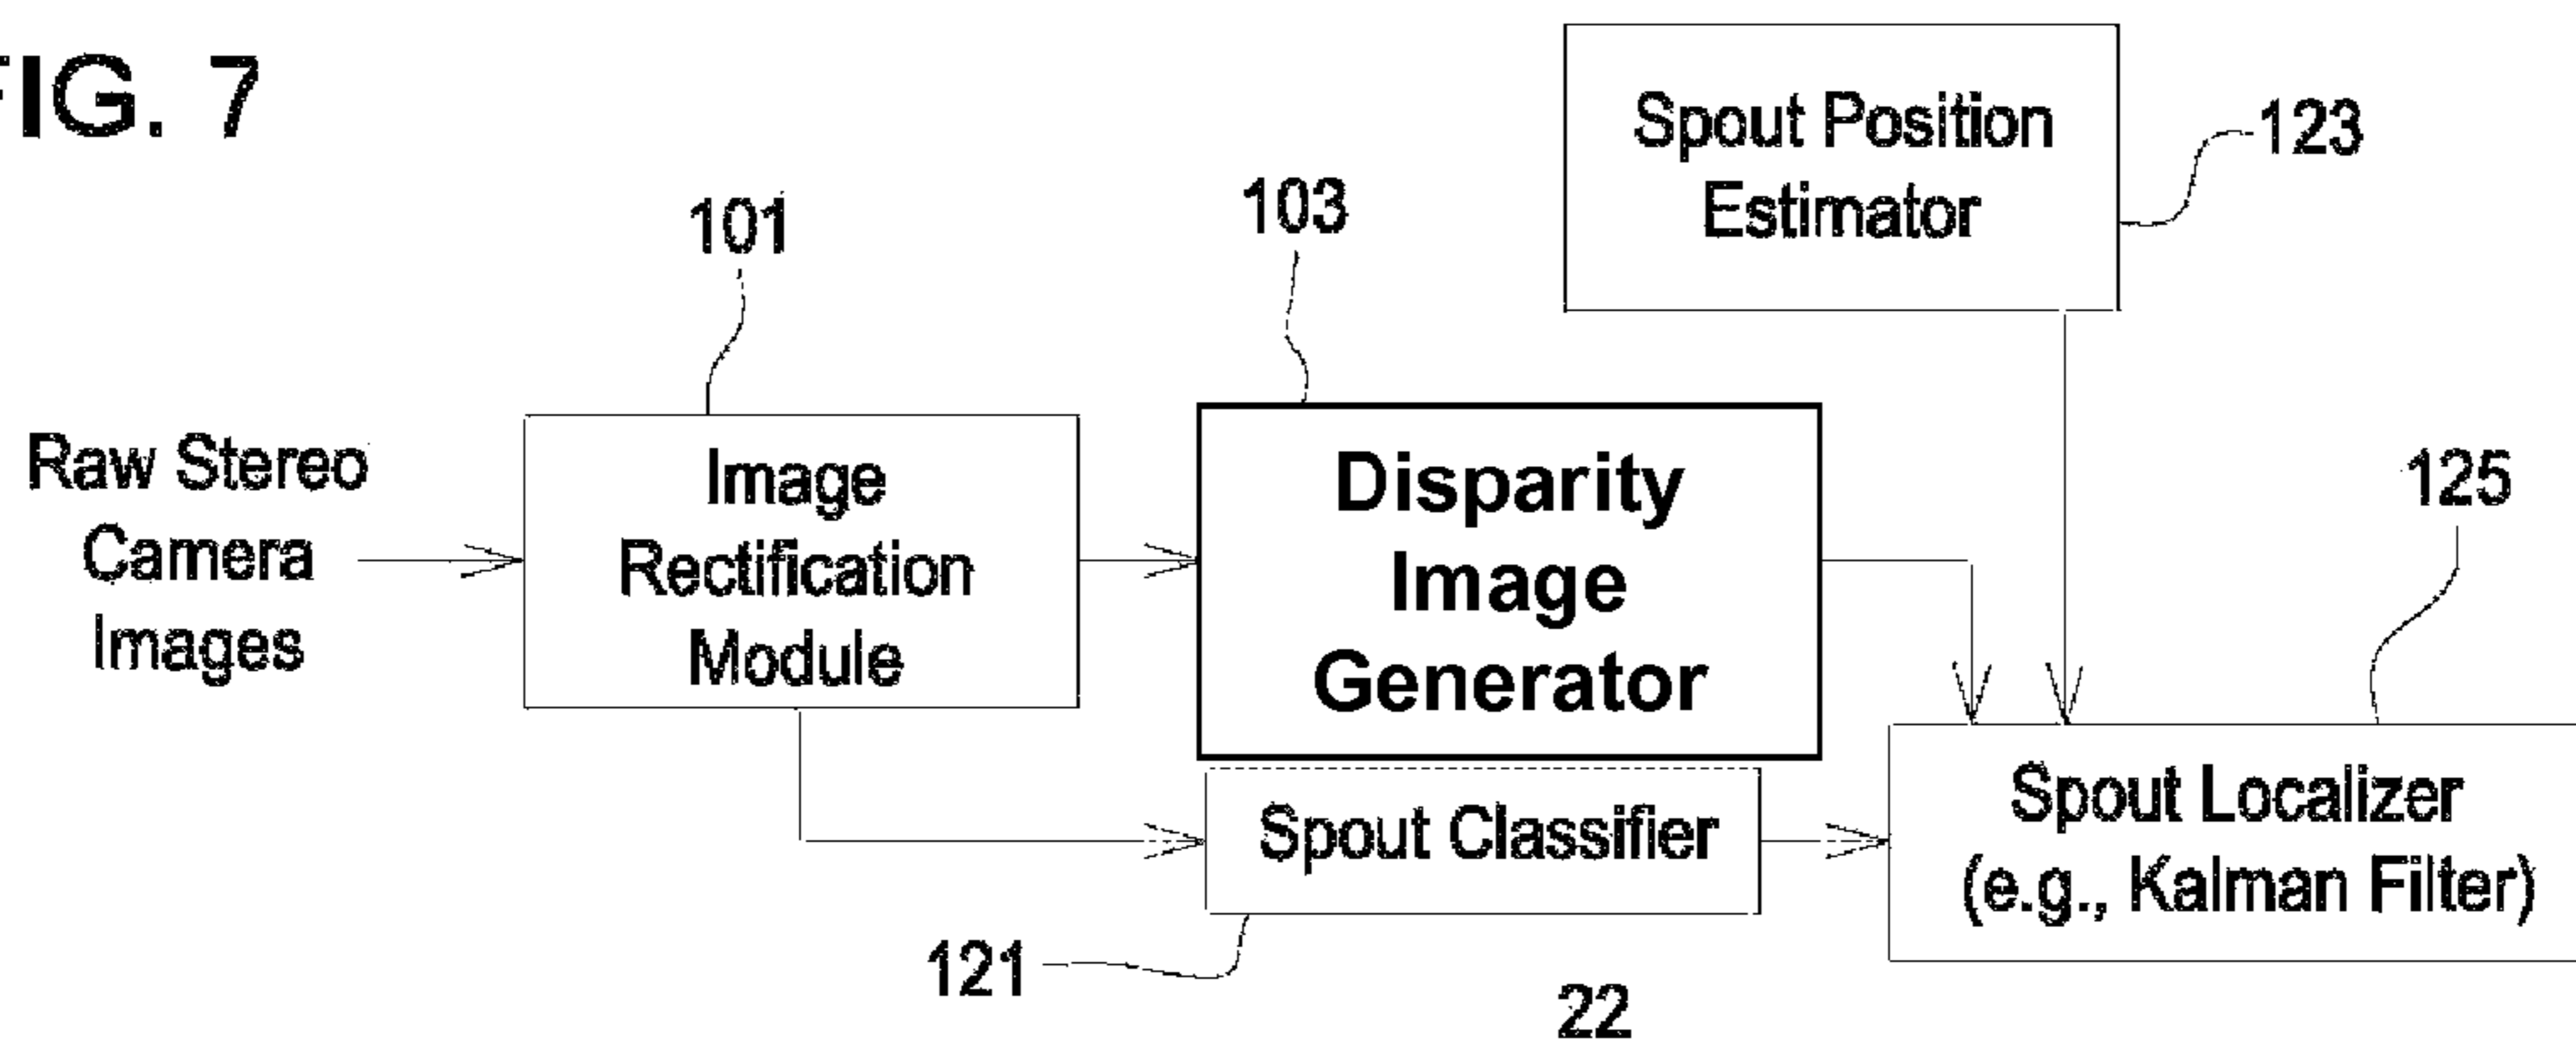 FIG. 7
Spout Position
Estimator
123
101
103
Raw Stereo
Camera
Images
Image
Rectification
Module
Disparity
Image
Generator
125
Spout Classifier
Spout Localizer
(e.g., Kalman Filter)
121
22